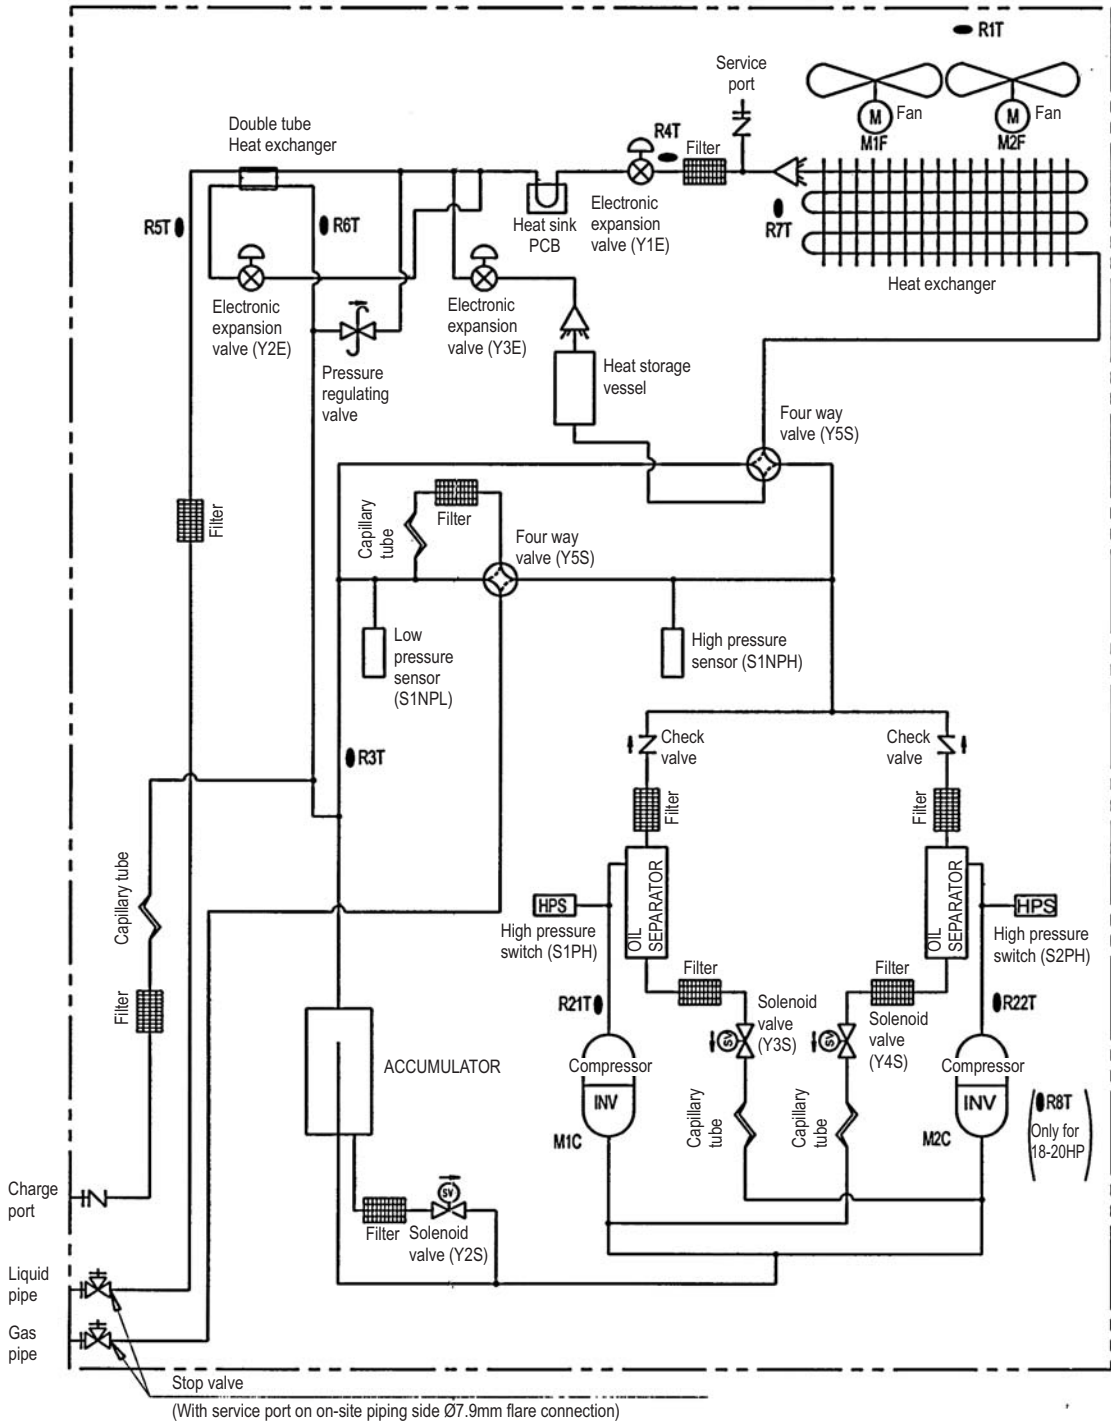 R1T
Service
port
Fan
Fan
M
M
M1F
M2F
Double tube
Heat exchanger
R4T
Filter
R5T
R6T
R7T
Heat sink
PCB
Electronic
expansion
valve (Y1E)
Heat exchanger
Electronic
expansion
valve (Y2E)
Electronic
expansion
valve (Y3E)
Pressure
regulating
valve
Heat storage
vessel
Four way
valve (Y5S)
Filter
Capillary
tube
Filter
Four way
valve (Y5S)
Low
pressure
sensor
(S1NPL)
High pressure
sensor (S1NPH)
R3T
Check
valve
Check
valve
Filter
Filter
Capillary tube
OIL
SEPARATOR
OIL
SEPARATOR
HPS
HPS
High pressure
switch (S1PH)
High pressure
switch (S2PH)
Filter
Filter
Filter
R21T
R22T
Solenoid
valve
(Y3S)
Solenoid
valve
(Y4S)
SV
SV
ACCUMULATOR
Compressor
INV
M1C
Compressor
INV
M2C
Capillary
tube
Capillary
tube
R8T
Only for
18-20HP
Charge
port
SV
Filter
Solenoid
valve (Y2S)
Liquid
pipe
Gas
pipe
Stop valve
(With service port on on-site piping side Ø7.9mm flare connection)